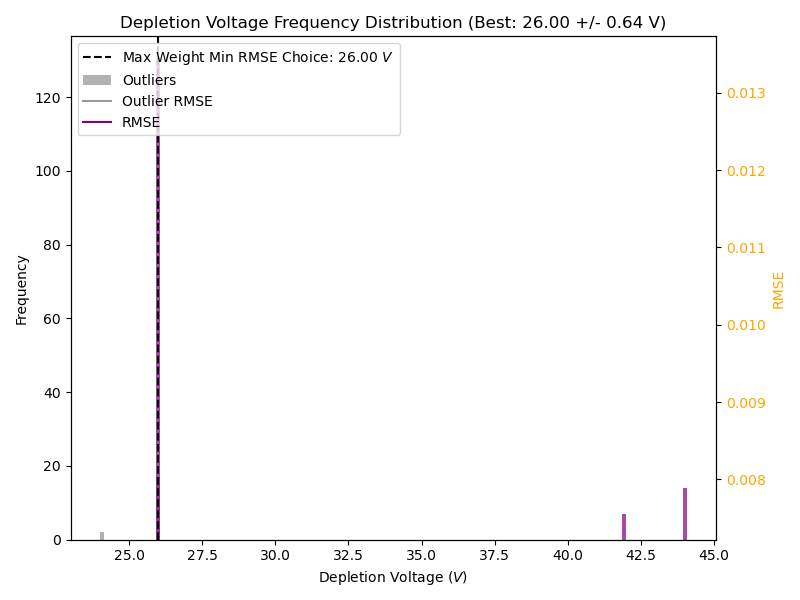 Depletion Voltage Frequency Distribution (Best: 26.00 +/- 0.64 V)
Max Weight Min RMSE Choice: 26.00 V
Outliers
Outlier RMSE
RMSE
Frequency
0
20
40
60
80
100
120
25.0 27.5 30.0 32.5 35.0 37.5 40.0 42.5 45.0
Depletion Voltage (V)
0.013
0.012
0.011
0.010
0.009
0.008
RMSE